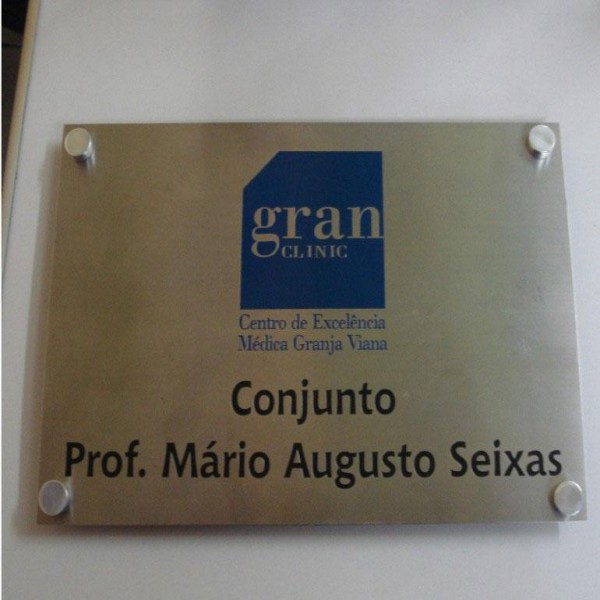 gran
CLINIC
Centro de Excelência
Médica Granja Viana
Conjunto
Prof. Mário Augusto Seixas